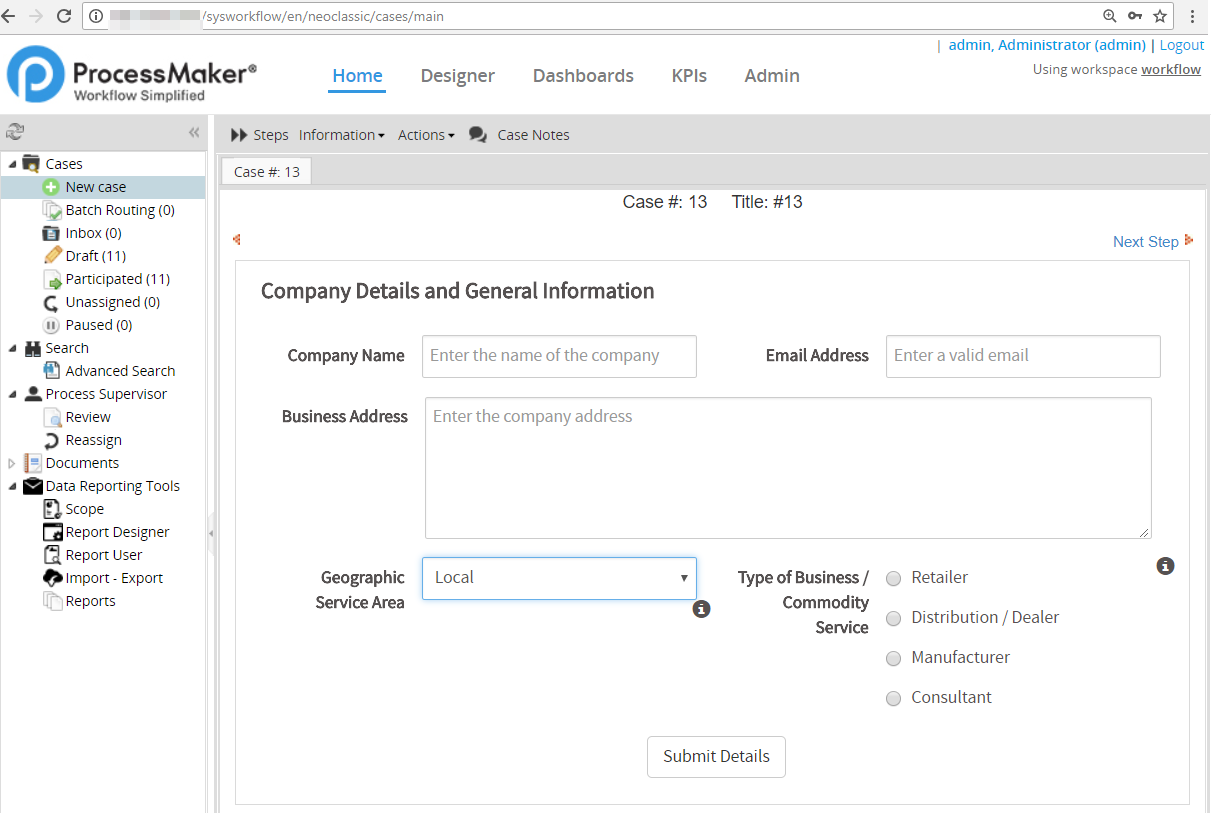 /sysworkflow/en/neoclassic/cases/main
| admin, Administrator (admin) | Logout
Using workspace workflow
ProcessMaker®
Workflow Simplified
Home Designer Dashboards KPIs Admin
Steps Information Actions Case Notes
Cases
New case
Batch Routing (0)
Inbox (0)
Draft (11)
Participated (11)
Unassigned (0)
Paused (0)
Search
Advanced Search
Process Supervisor
Review
Reassign
Documents
Data Reporting Tools
Scope
Report Designer
Report User
Import - Export
Reports
Case #: 13
Case #: 13 Title: #13
Next Step
Company Details and General Information
Company Name Enter the name of the company Email Address Enter a valid email
Business Address Enter the company address
Geographic
Service Area
Local
Type of Business /
Commodity
Service
Retailer
Distribution / Dealer
Manufacturer
Consultant
Submit Details